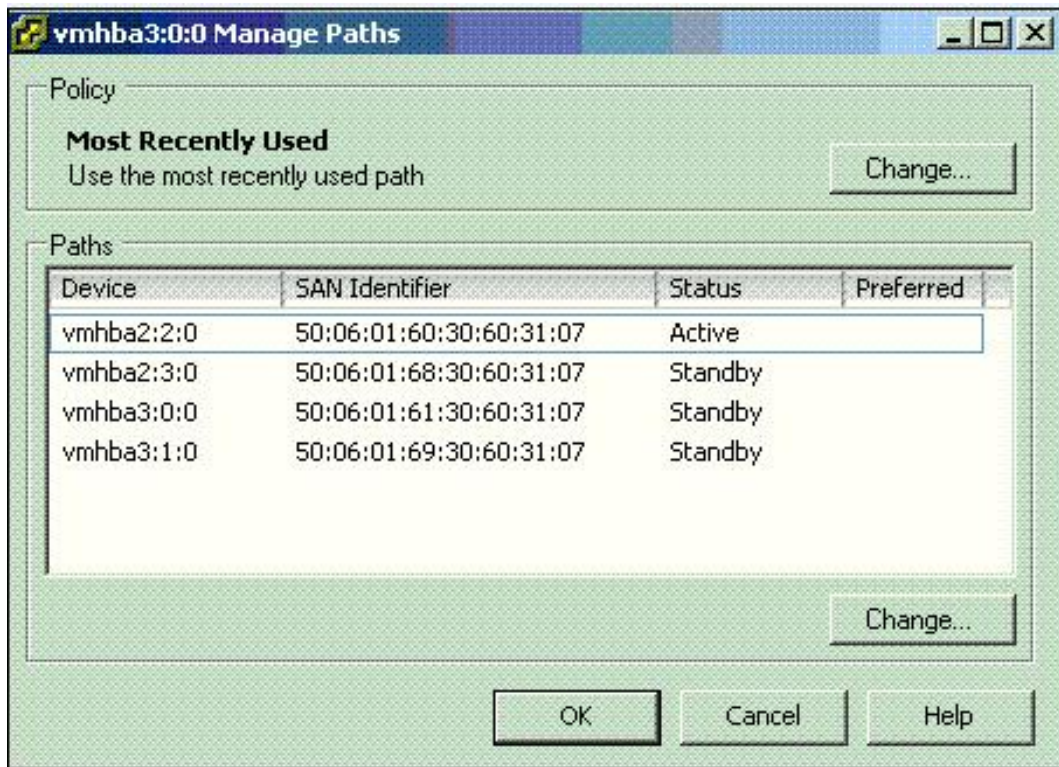 vmhba3:0:0 Manage Paths
Policy
Most Recently Used
Use the most recently used path
Change...
Paths
Device SAN Identifier Status Preferred
vmhba2:2:0 50:06:01:60:30:60:31:07 Active
vmhba2:3:0 50:06:01:68:30:60:31:07 Standby
vmhba3:0:0 50:06:01:61:30:60:31:07 Standby
vmhba3:1:0 50:06:01:69:30:60:31:07 Standby
Change...
OK Cancel Help